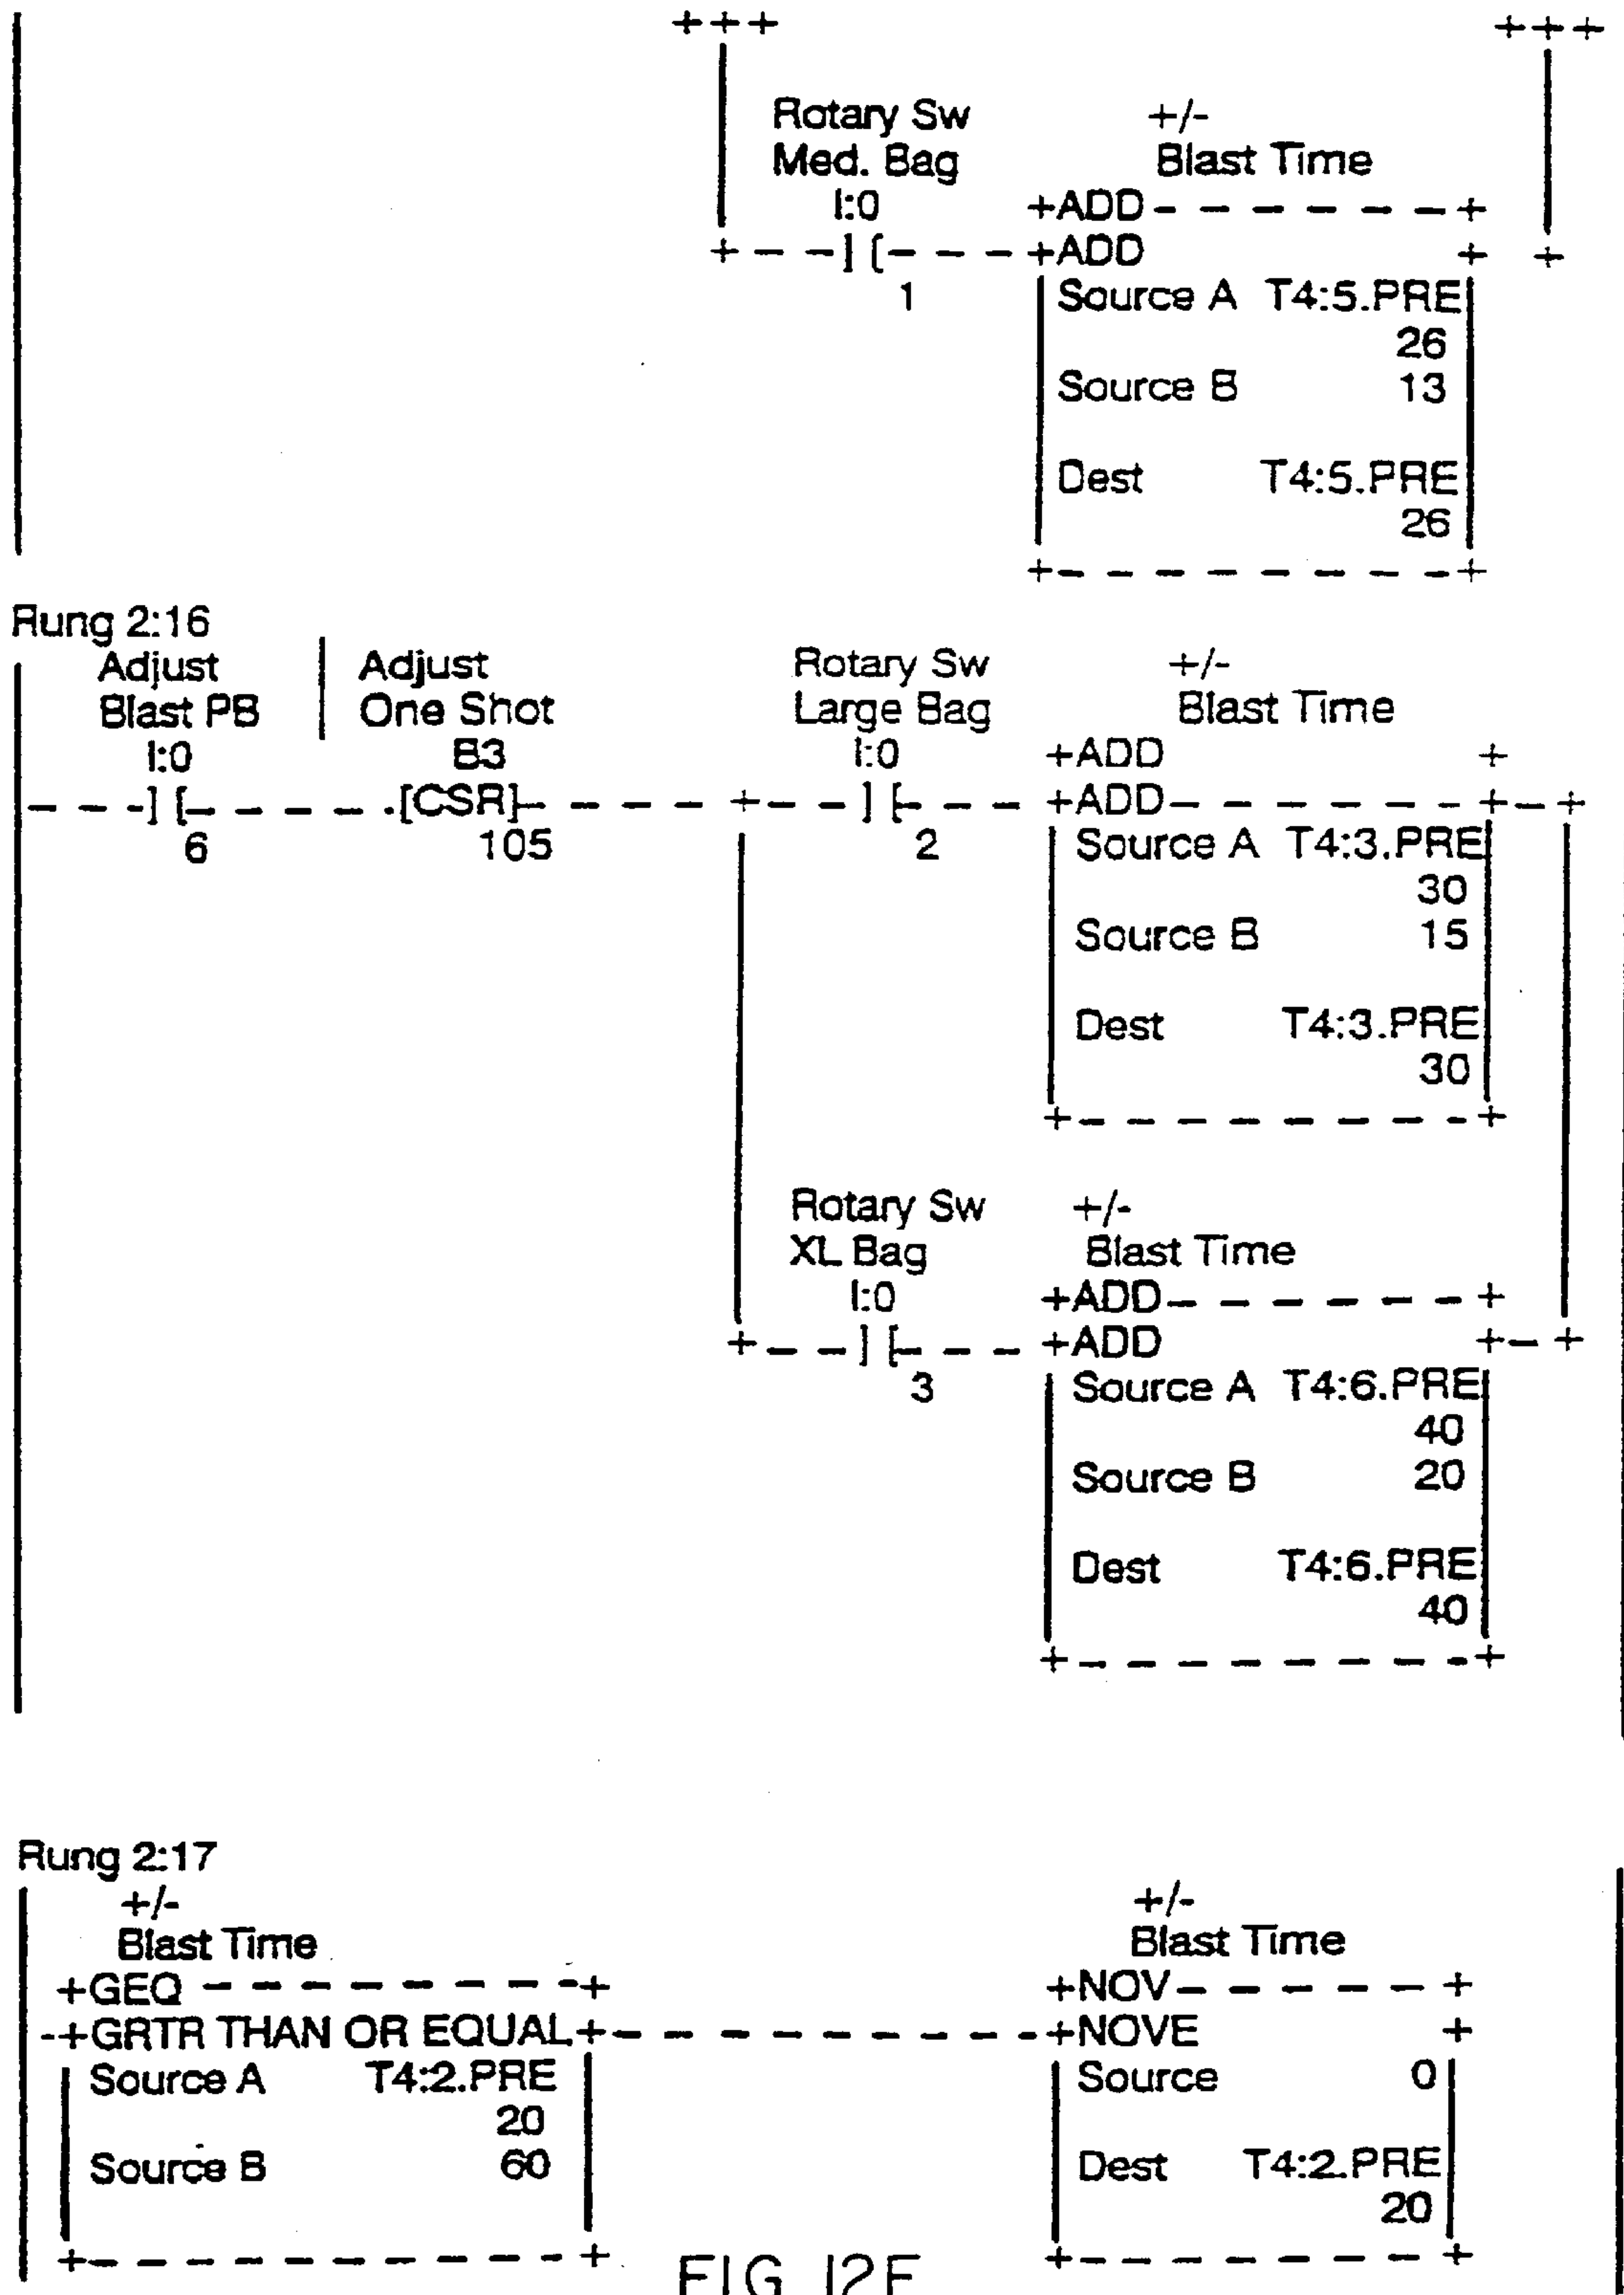 +++ +++
Rotary Sw +/-
Med. Bag Blast Time
I:0 +ADD - - - - - - +
+ - - ] [ - - - +ADD + +
1 Source A T4:5.PRE
26
Source B 13
Dest T4:5.PRE
26
+ - - - - - - - - +
Rung 2:16
Adjust | Adjust Rotary Sw +/-
Blast PB | One Shot Large Bag Blast Time
I:0 B3 I:0 +ADD +
- - - ] [ - - - - .[CSR] - - - - + - - ] [ - - - +ADD - - - - - - + - +
6 105 2 Source A T4:3.PRE
30
Source B 15
Dest T4:3.PRE
30
+ - - - - - - - - +
Rotary Sw +/-
XL Bag Blast Time
I:0 +ADD - - - - - - +
+ - - ] [ - - - +ADD + - +
3 Source A T4:6.PRE
40
Source B 20
Dest T4:6.PRE
40
+ - - - - - - - - +
Rung 2:17
+/- +/-
Blast Time Blast Time
+GEQ - - - - - - - - + +NOV - - - - - +
-+GRTR THAN OR EQUAL+ - - - - - - - - - +NOVE +
Source A T4:2.PRE Source 0
20
Source B 60 Dest T4:2.PRE
20
+ - - - - - - - - - - + + - - - - - - - +
FIG. 12F